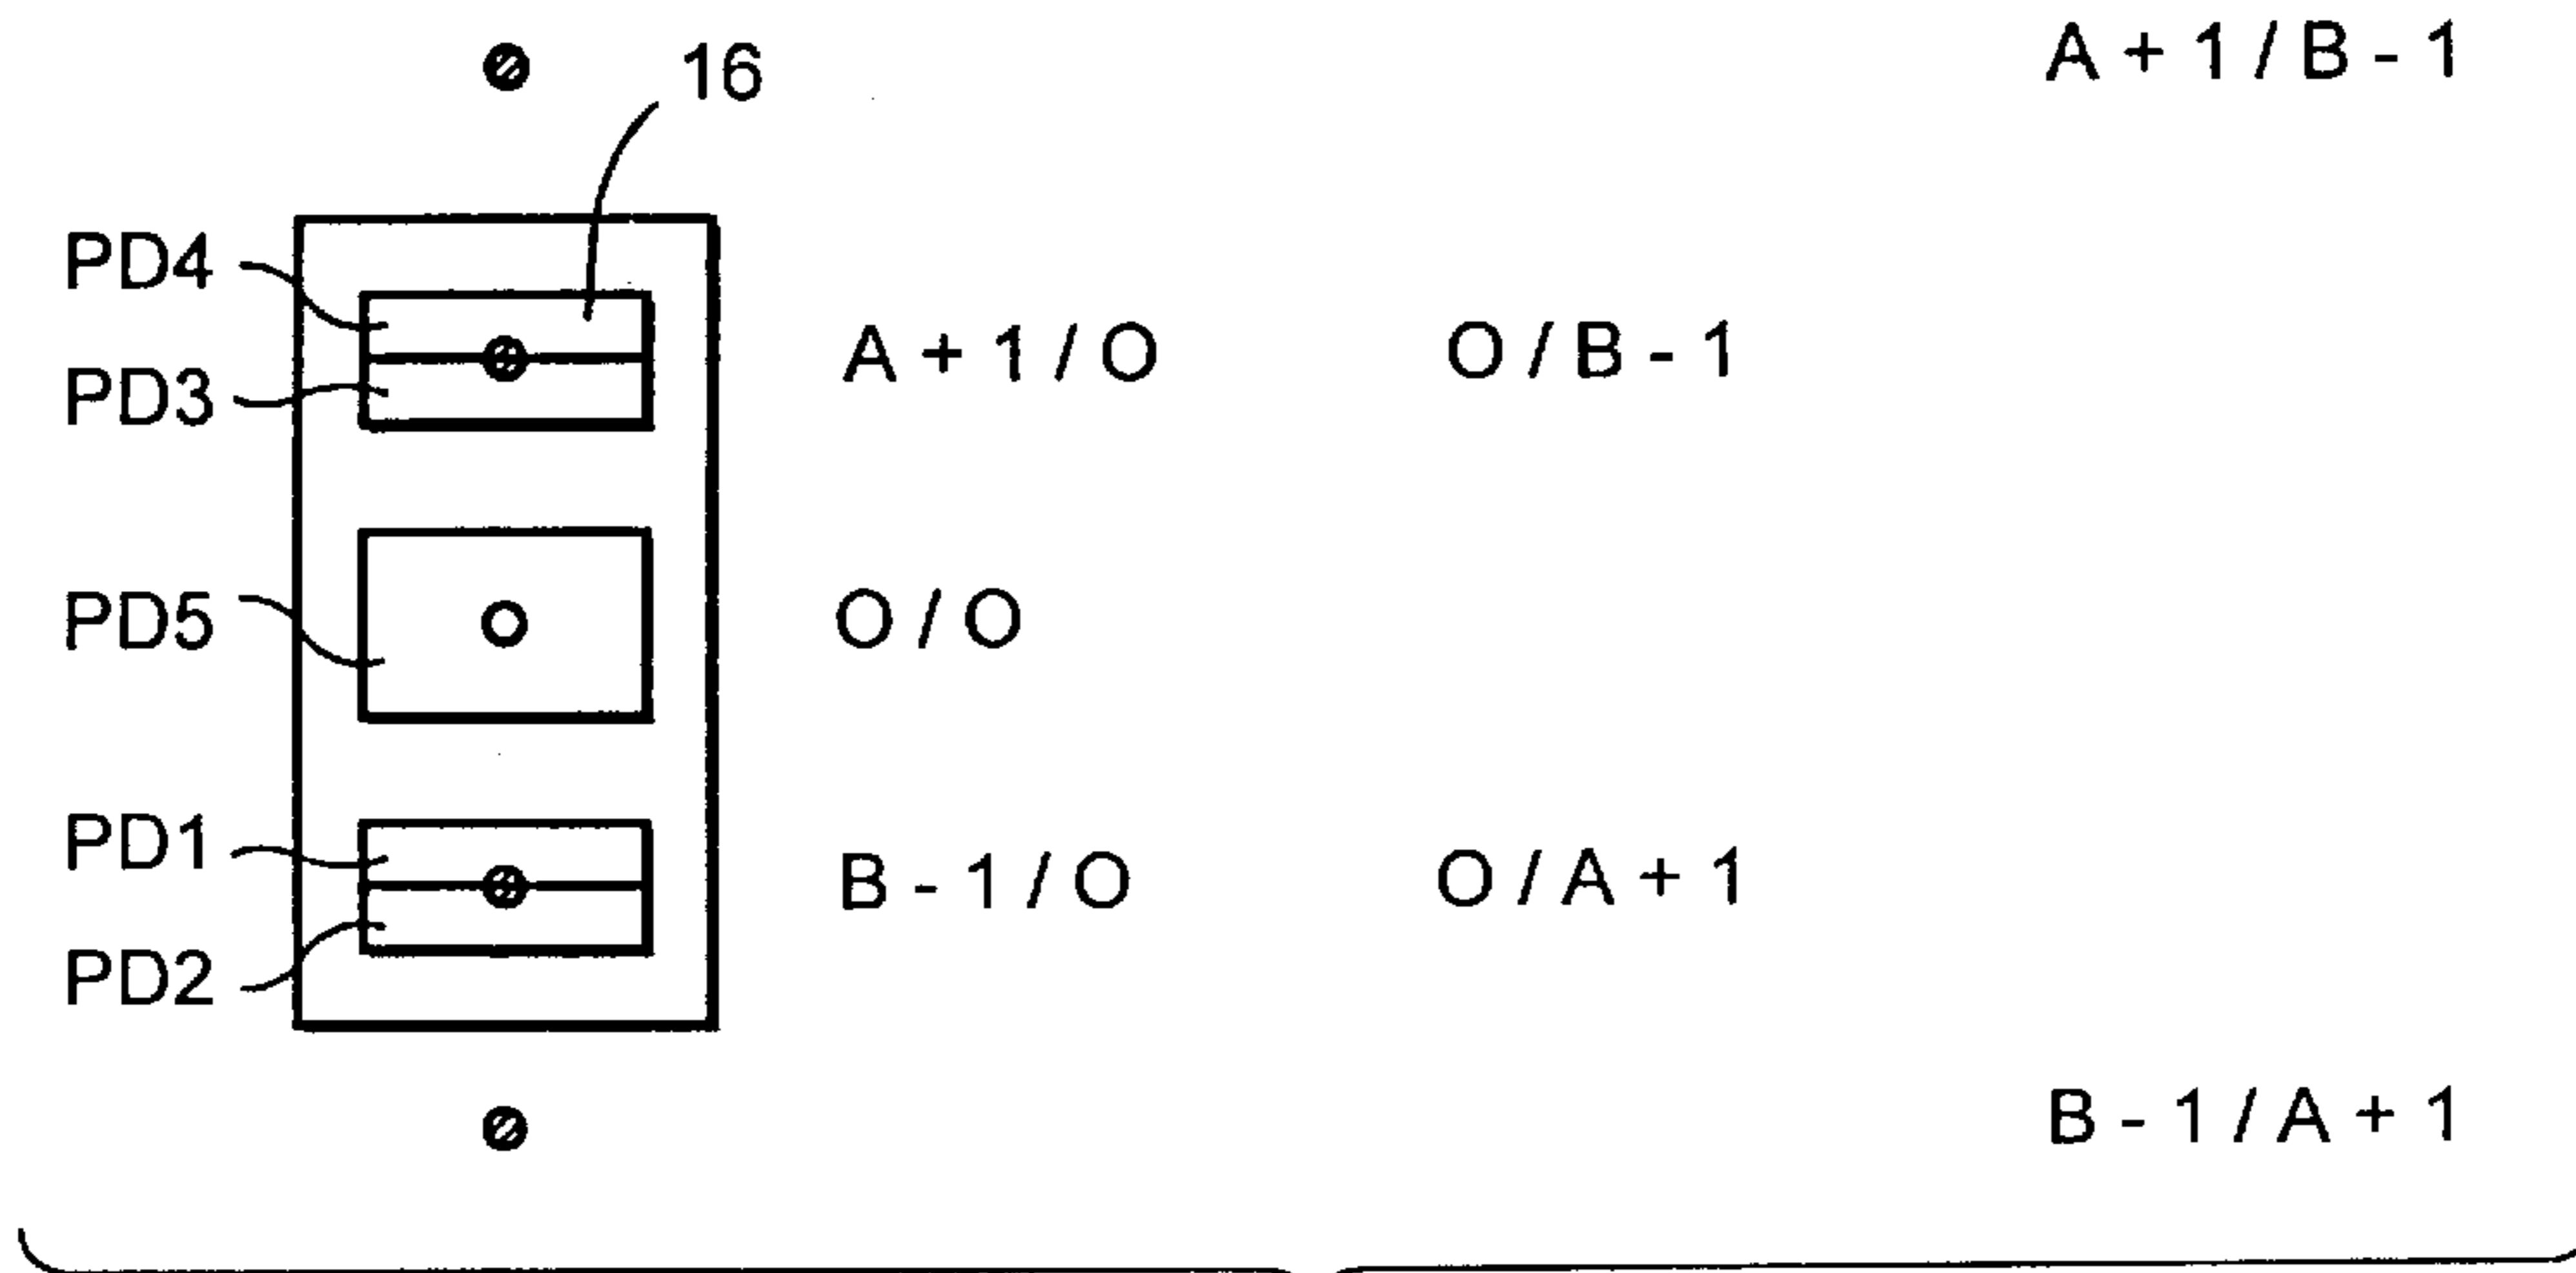 16 A + 1 / B - 1
PD4
A + 1 / O O / B - 1
PD3
PD5 O / O
PD1
B - 1 / O O / A + 1
PD2
B - 1 / A + 1